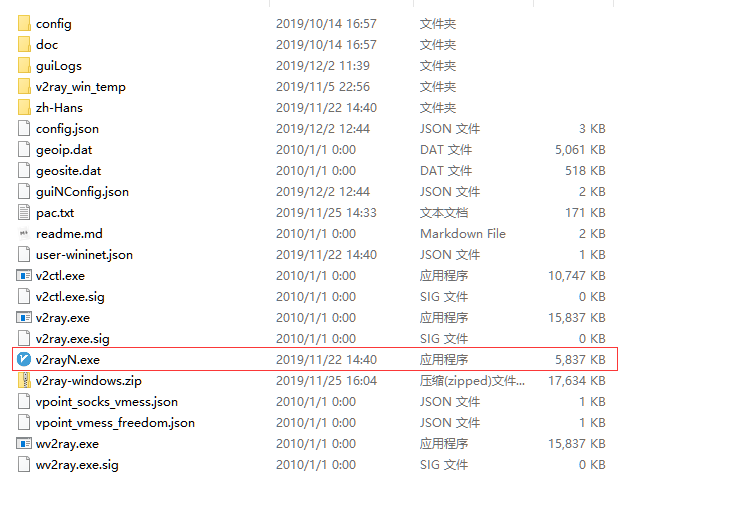 config 2019/10/14 16:57 文件夹
doc 2019/10/14 16:57 文件夹
guiLogs 2019/12/2 11:39 文件夹
v2ray_win_temp 2019/11/5 22:56 文件夹
zh-Hans 2019/11/22 14:40 文件夹
config.json 2019/12/2 12:44 JSON 文件 3 KB
geoip.dat 2010/1/1 0:00 DAT 文件 5,061 KB
geosite.dat 2010/1/1 0:00 DAT 文件 518 KB
guiNConfig.json 2019/12/2 12:44 JSON 文件 2 KB
pac.txt 2019/11/25 14:33 文本文档 171 KB
readme.md 2010/1/1 0:00 Markdown File 2 KB
user-wininet.json 2019/11/22 14:40 JSON 文件 1 KB
v2ctl.exe 2010/1/1 0:00 应用程序 10,747 KB
v2ctl.exe.sig 2010/1/1 0:00 SIG 文件 0 KB
v2ray.exe 2010/1/1 0:00 应用程序 15,837 KB
v2ray.exe.sig 2010/1/1 0:00 SIG 文件 0 KB
v2rayN.exe 2019/11/22 14:40 应用程序 5,837 KB
v2ray-windows.zip 2019/11/25 16:04 压缩(zipped)文件... 17,634 KB
vpoint_socks_vmess.json 2010/1/1 0:00 JSON 文件 1 KB
vpoint_vmess_freedom.json 2010/1/1 0:00 JSON 文件 1 KB
wv2ray.exe 2010/1/1 0:00 应用程序 15,837 KB
wv2ray.exe.sig 2010/1/1 0:00 SIG 文件 0 KB